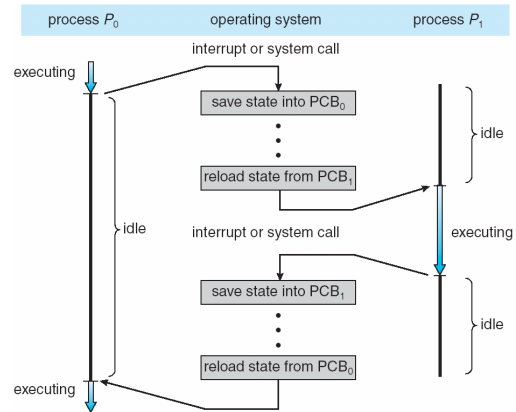 process P₀ operating system process P₁
interrupt or system call
executing
save state into PCB₀
idle
reload state from PCB₁
idle
interrupt or system call
executing
save state into PCB₁
idle
reload state from PCB₀
executing